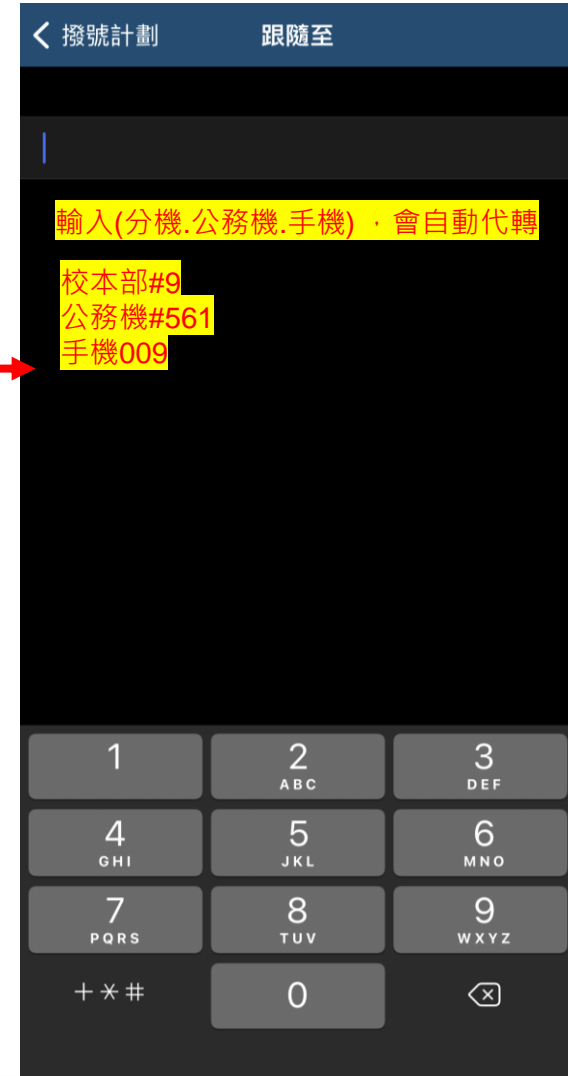 撥號計劃 跟隨至
輸入(分機.公務機.手機) ，會自動代轉
校本部#9
公務機#561
手機009
1 2 3
ABC DEF
4 5 6
GHI JKL MNO
7 8 9
PQRS TUV WXYZ
+*# 0